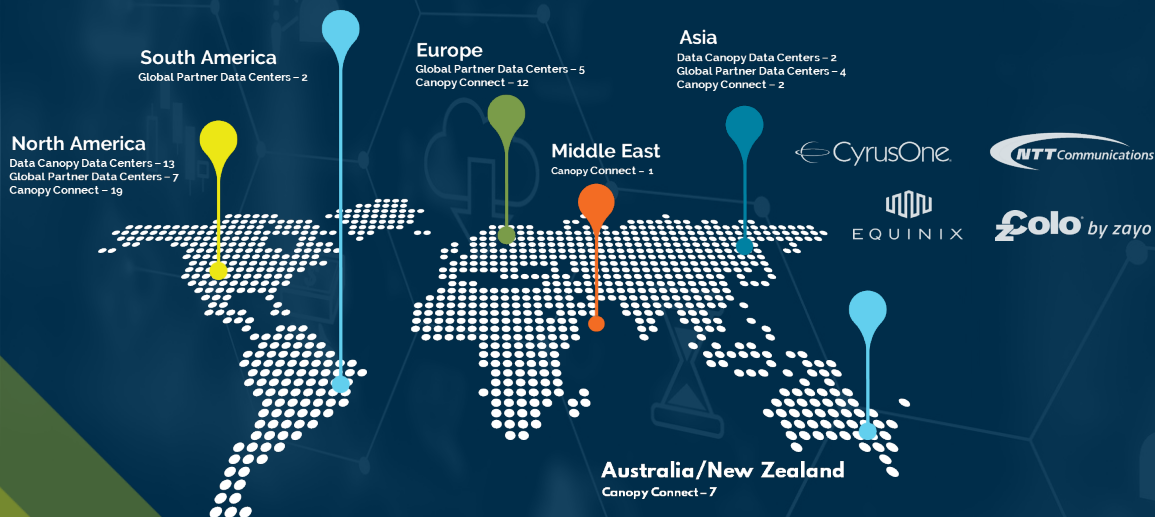 South America
Global Partner Data Centers – 2
Europe
Global Partner Data Centers – 5
Canopy Connect – 12
Asia
Data Canopy Data Centers – 2
Global Partner Data Centers – 4
Canopy Connect – 2
North America
Data Canopy Data Centers – 13
Global Partner Data Centers – 7
Canopy Connect – 19
Middle East
Canopy Connect – 1
CyrusOne
NTT Communications
EQUINIX
zColo by zayo
Australia/New Zealand
Canopy Connect – 7